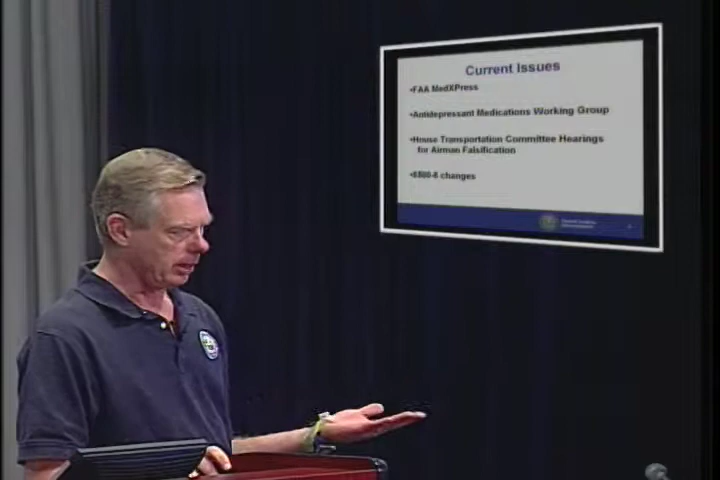 Current Issues
•FAA MedXPress
•Antidepressant Medications Working Group
•House Transportation Committee Hearings
for Airman Falsification
•8500-8 changes